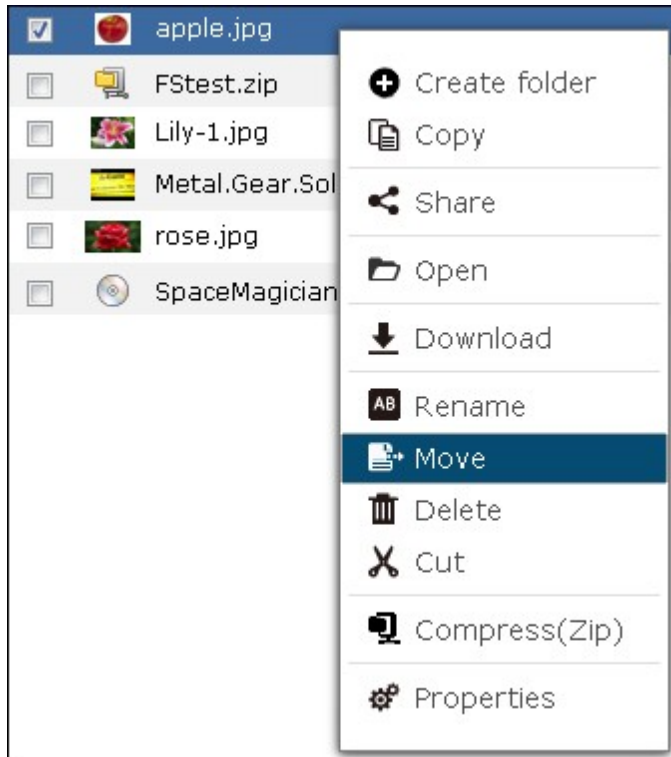 apple.jpg
FStest.zip
Lily-1.jpg
Metal.Gear.Sol
rose.jpg
SpaceMagician
Create folder
Copy
Share
Open
Download
AB Rename
Move
Delete
Cut
Compress(Zip)
Properties